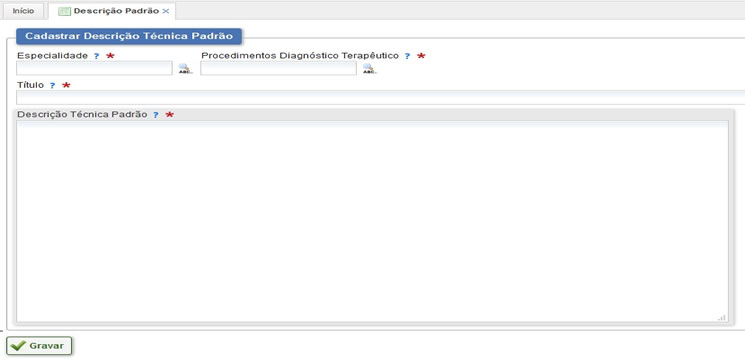 Início Descrição Padrão
Cadastrar Descrição Técnica Padrão
Especialidade ? * Procedimentos Diagnóstico Terapêutico ? *
Título ? *
Descrição Técnica Padrão ? *
Gravar